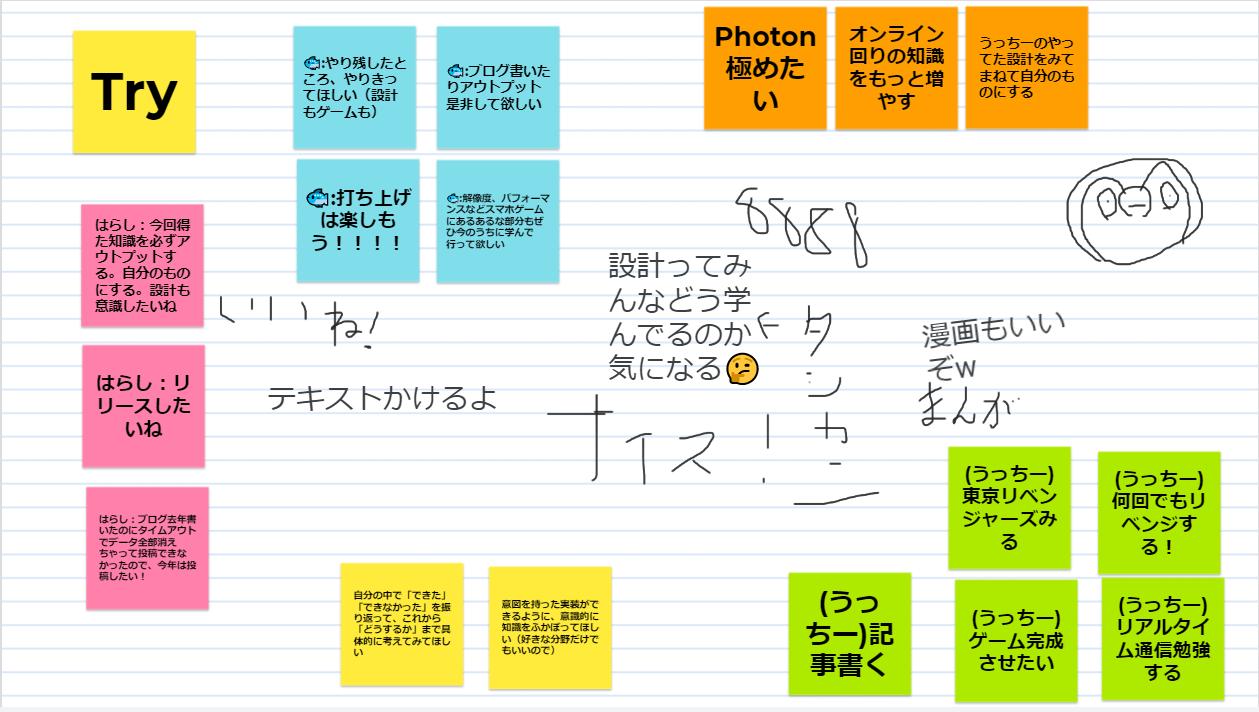 Try
🐟:やり残したと
ころ、やりきっ
てほしい（設計
もゲームも）
🐟:ブログ書いた
りアウトプット
是非して欲しい
Photon
極めた
い
オンライン
回りの知識
をもっと増
やす
うっちーのやっ
てた設計をみて
まねて自分のも
のにする
🐟:打ち上げ
は楽しも
う！！！！
🐟:解像度、パフォーマ
ンスなどスマホゲーム
にあるあるな部分もぜ
ひ今のうちに学んで
行って欲しい
はらし：今回得
た知識を必ずア
ウトプットす
る。自分のもの
にする。設計も
意識したいね
いいね!
8888
設計ってみ
んなどう学
んでるのか
気になる🤔
漫画もいい
ぞw
まんが
はらし：リ
リースした
いね
テキストかけるよ
ナイス！
はらし：ブログ去年書
いたのにタイムアウト
でデータ全部消え
ちゃって投稿できな
かったので、今年は投
稿したい！
自分の中で「できた」
「できなかった」を振
り返って、これから
「どうするか」まで具
体的に考えてみてほし
い
意図を持った実装がで
きるように、意識的に
知識をふかぼってほし
い（好きな分野だけで
もいいので）
(うっちー)
東京リベン
ジャーズみ
る
(うっちー)
何回でもリ
ベンジす
る！
(うっ
ちー)記
事書く
(うっちー)
ゲーム完成
させたい
(うっちー)
リアルタイ
ム通信勉強
する